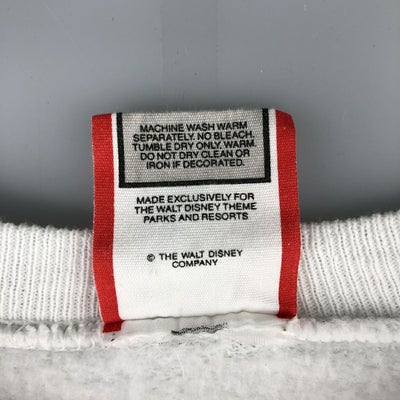 MACHINE WASH WARM
SEPARATELY. NO BLEACH.
TUMBLE DRY ONLY. WARM.
DO NOT DRY CLEAN OR
IRON IF DECORATED.
MADE EXCLUSIVELY FOR
THE WALT DISNEY THEME
PARKS AND RESORTS
© THE WALT DISNEY
COMPANY